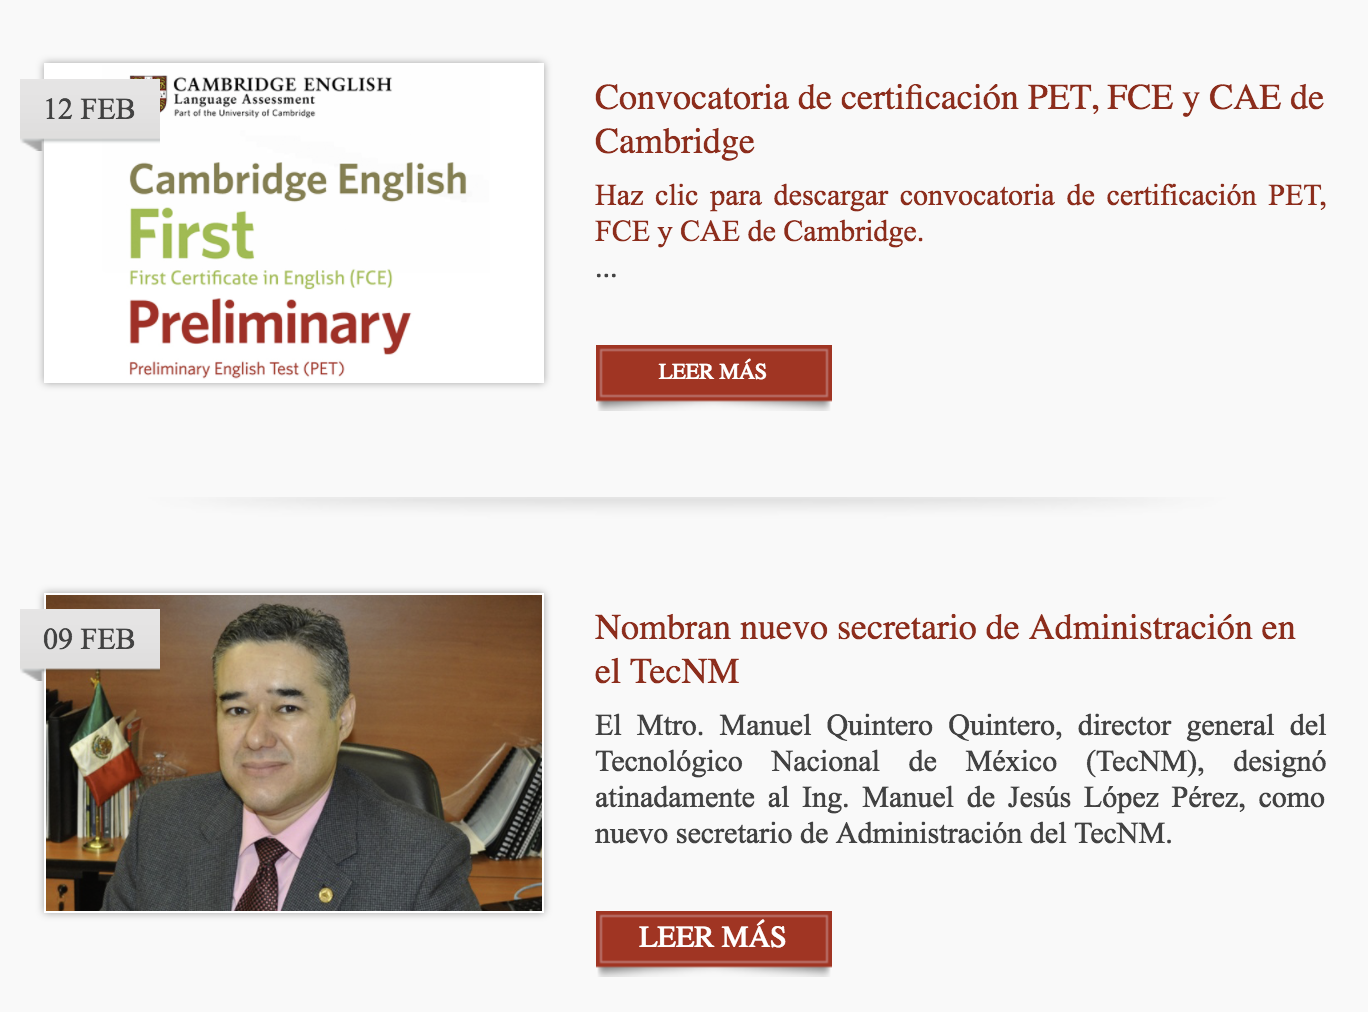 12 FEB
CAMBRIDGE ENGLISH
Language Assessment
Part of the University of Cambridge
Cambridge English
First
First Certificate in English (FCE)
Preliminary
Preliminary English Test (PET)
Convocatoria de certificación PET, FCE y CAE de
Cambridge
Haz clic para descargar convocatoria de certificación PET,
FCE y CAE de Cambridge.
...
LEER MÁS
09 FEB
Nombran nuevo secretario de Administración en
el TecNM
El Mtro. Manuel Quintero Quintero, director general del
Tecnológico Nacional de México (TecNM), designó
atinadamente al Ing. Manuel de Jesús López Pérez, como
nuevo secretario de Administración del TecNM.
LEER MÁS